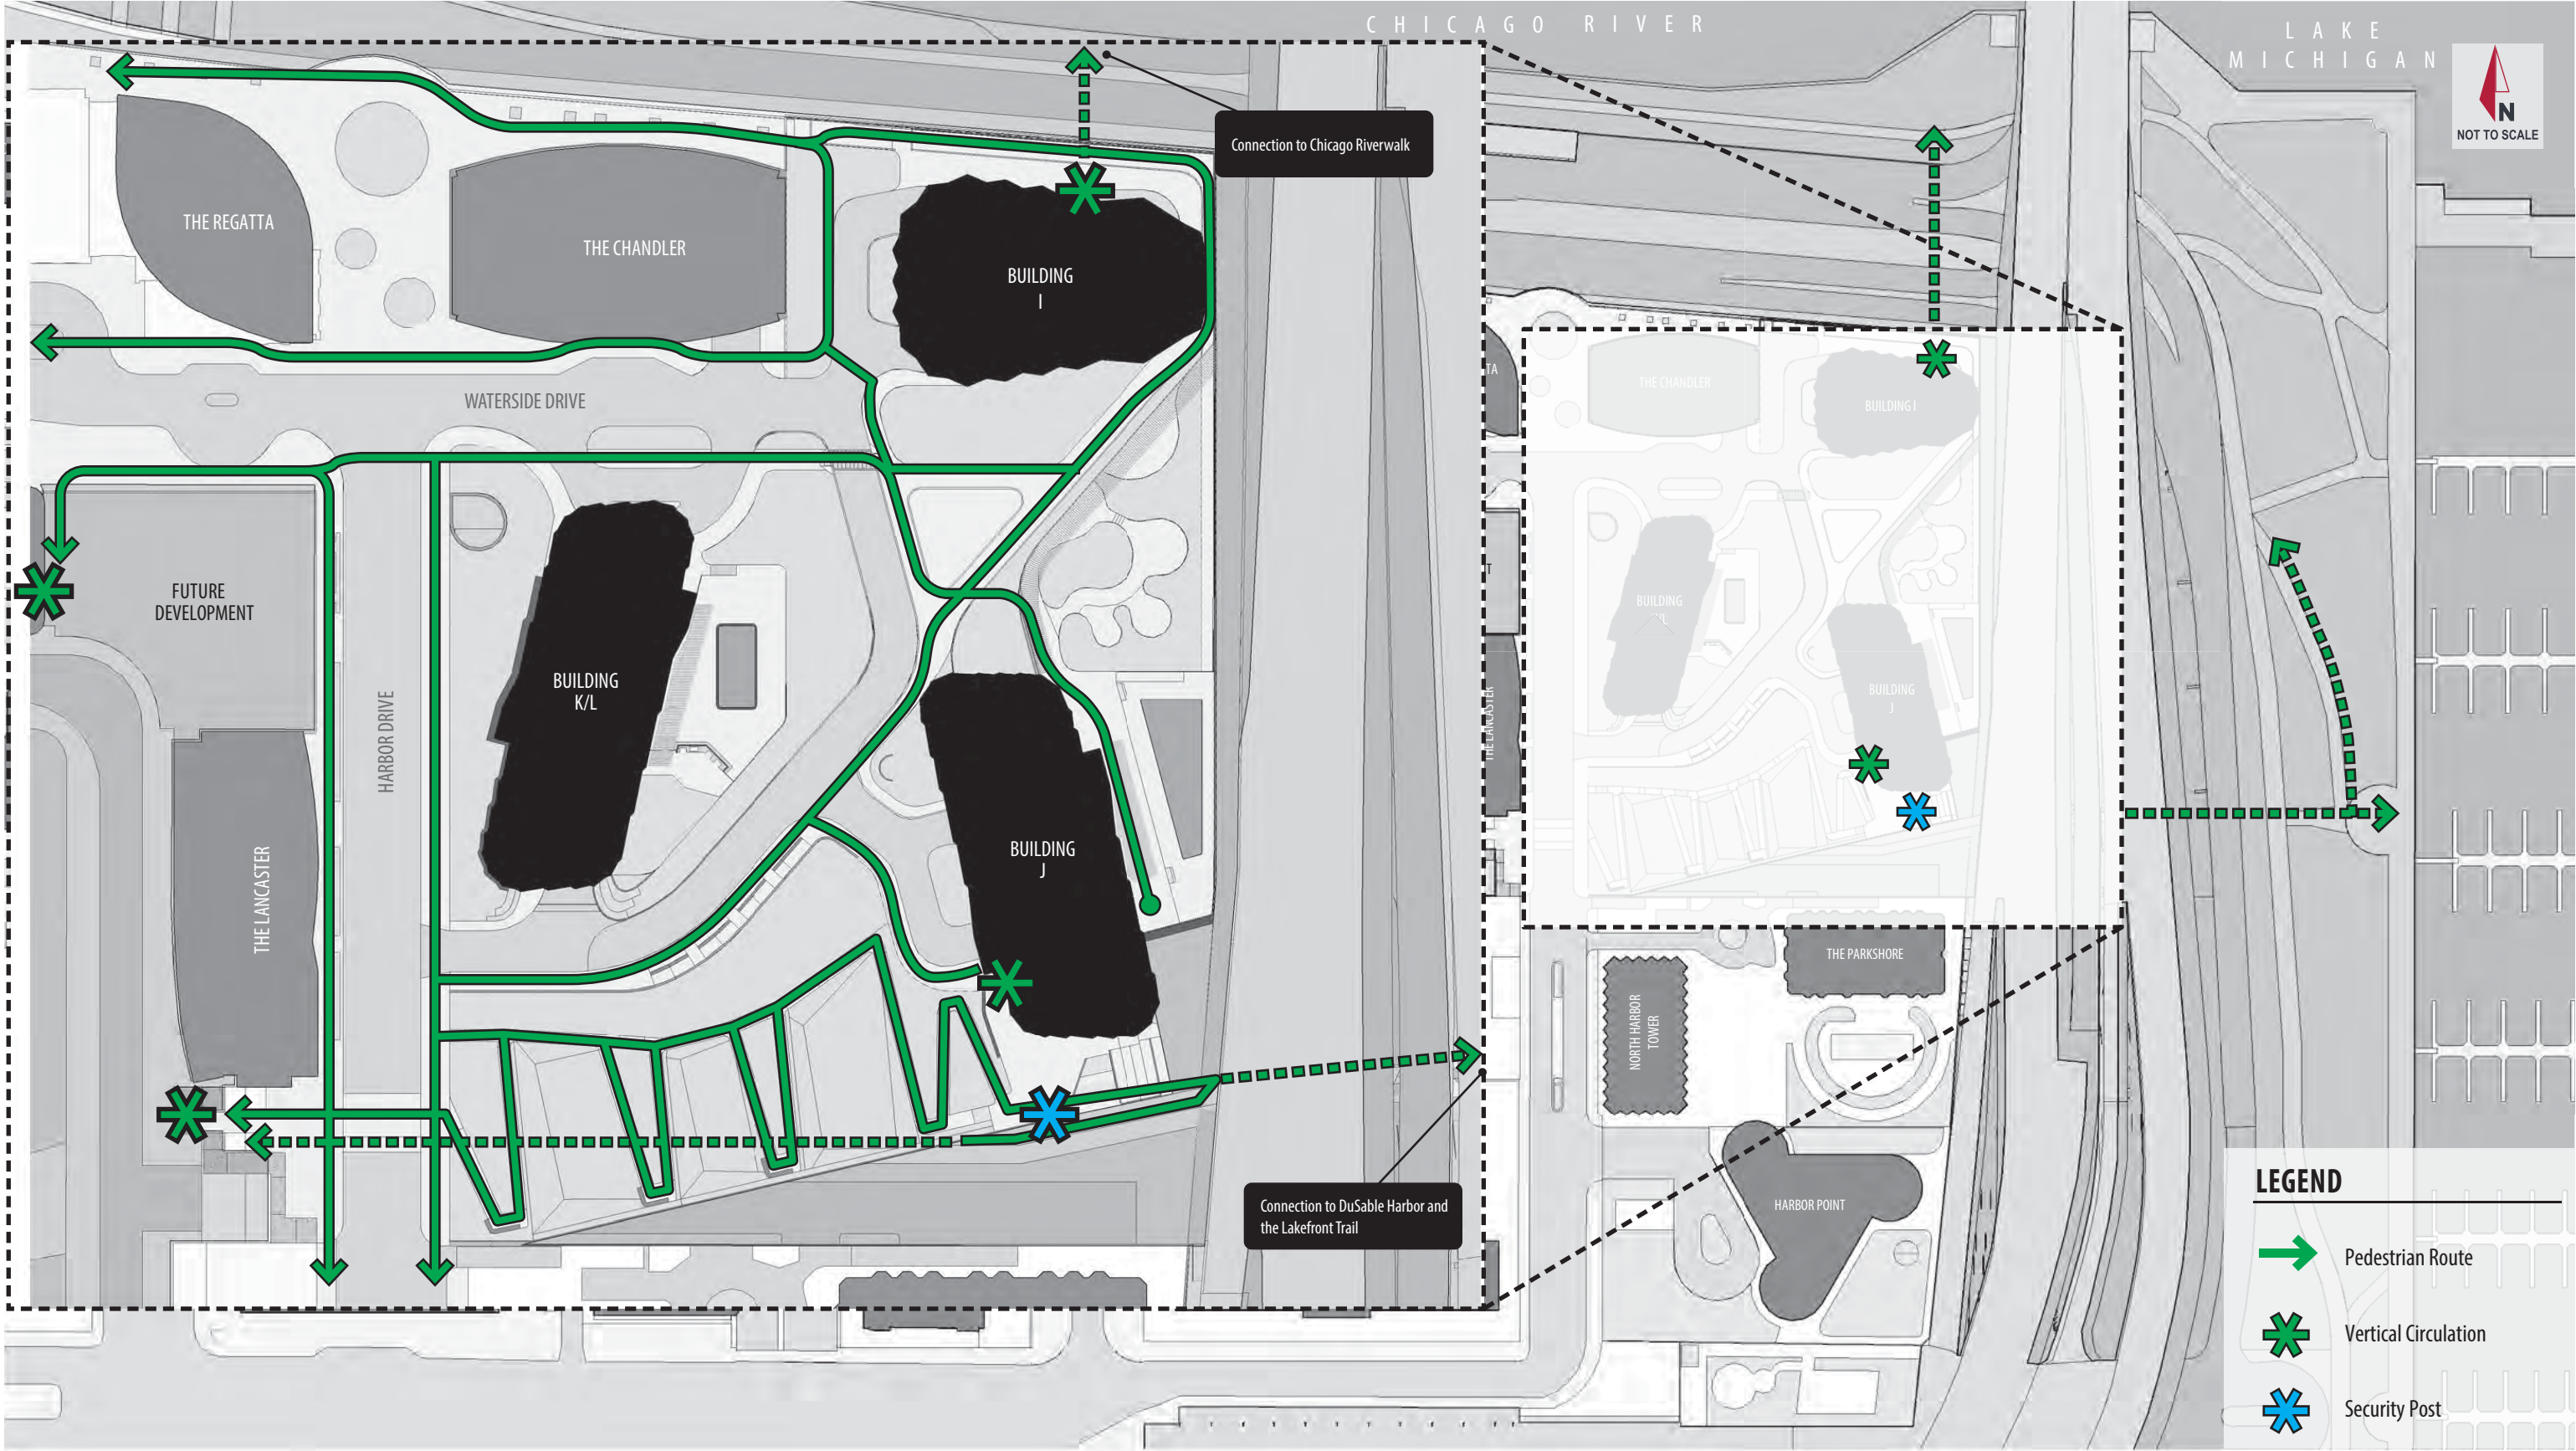 CHICAGO RIVER
LAKE
MICHIGAN
N
NOT TO SCALE
Connection to Chicago Riverwalk
THE REGATTA
THE CHANDLER
BUILDING
I
WATERSIDE DRIVE
FUTURE
DEVELOPMENT
BUILDING
K/L
HARBOR DRIVE
THE LANCASTER
BUILDING
J
Connection to DuSable Harbor and
the Lakefront Trail
TA
THE CHANDLER
BUILDING I
T
BUILDING
THE LANCASTER
BUILDING
J
THE PARKSHORE
NORTH HARBOR
TOWER
HARBOR POINT
LEGEND
Pedestrian Route
Vertical Circulation
Security Post